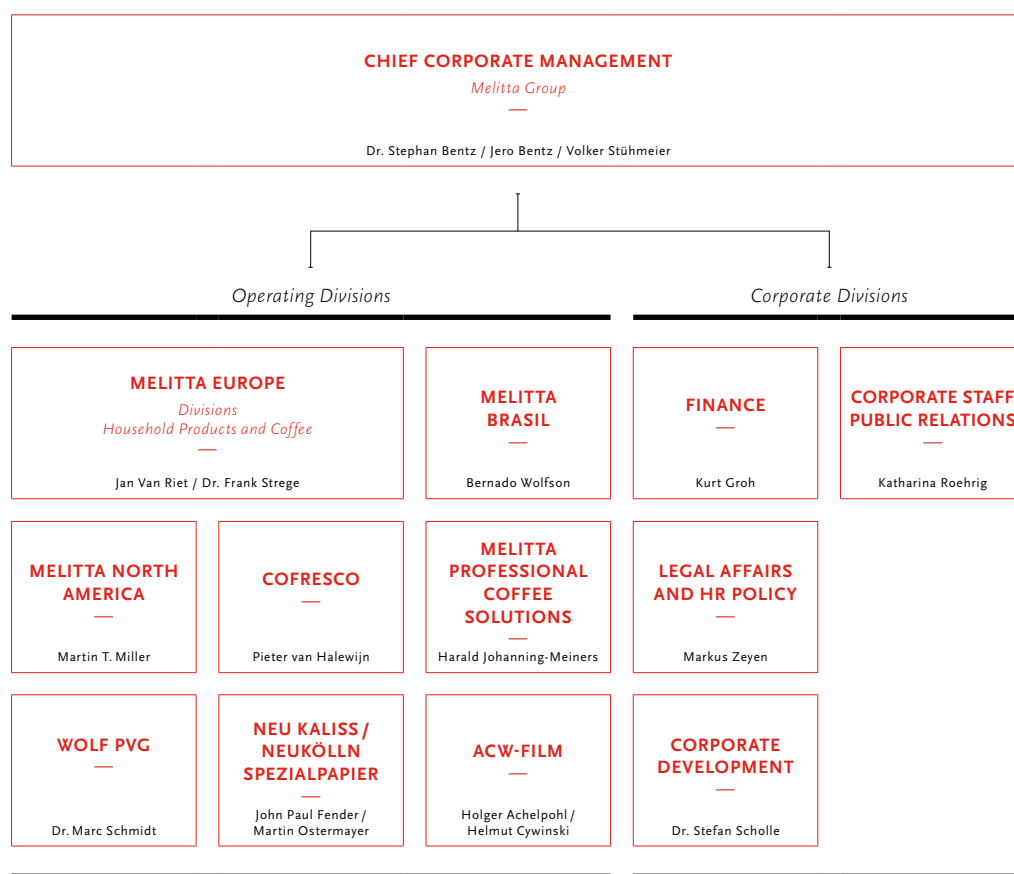 CHIEF CORPORATE MANAGEMENT
Melitta Group
Dr. Stephan Bentz / Jero Bentz / Volker Stühmeier
Operating Divisions
Corporate Divisions
MELITTA EUROPE
Divisions
Household Products and Coffee
Jan Van Riet / Dr. Frank Strege
MELITTA
BRASIL
Bernado Wolfson
FINANCE
Kurt Groh
CORPORATE STAFF
PUBLIC RELATIONS
Katharina Roehrig
MELITTA NORTH
AMERICA
Martin T. Miller
COFRESCO
Pieter van Halewijn
MELITTA
PROFESSIONAL
COFFEE
SOLUTIONS
Harald Johanning-Meiners
LEGAL AFFAIRS
AND HR POLICY
Markus Zeyen
WOLF PVG
Dr. Marc Schmidt
NEU KALISS /
NEUKÖLLN
SPEZIALPAPIER
John Paul Fender /
Martin Ostermayer
ACW-FILM
Holger Achelpohl /
Helmut Cywinski
CORPORATE
DEVELOPMENT
Dr. Stefan Scholle